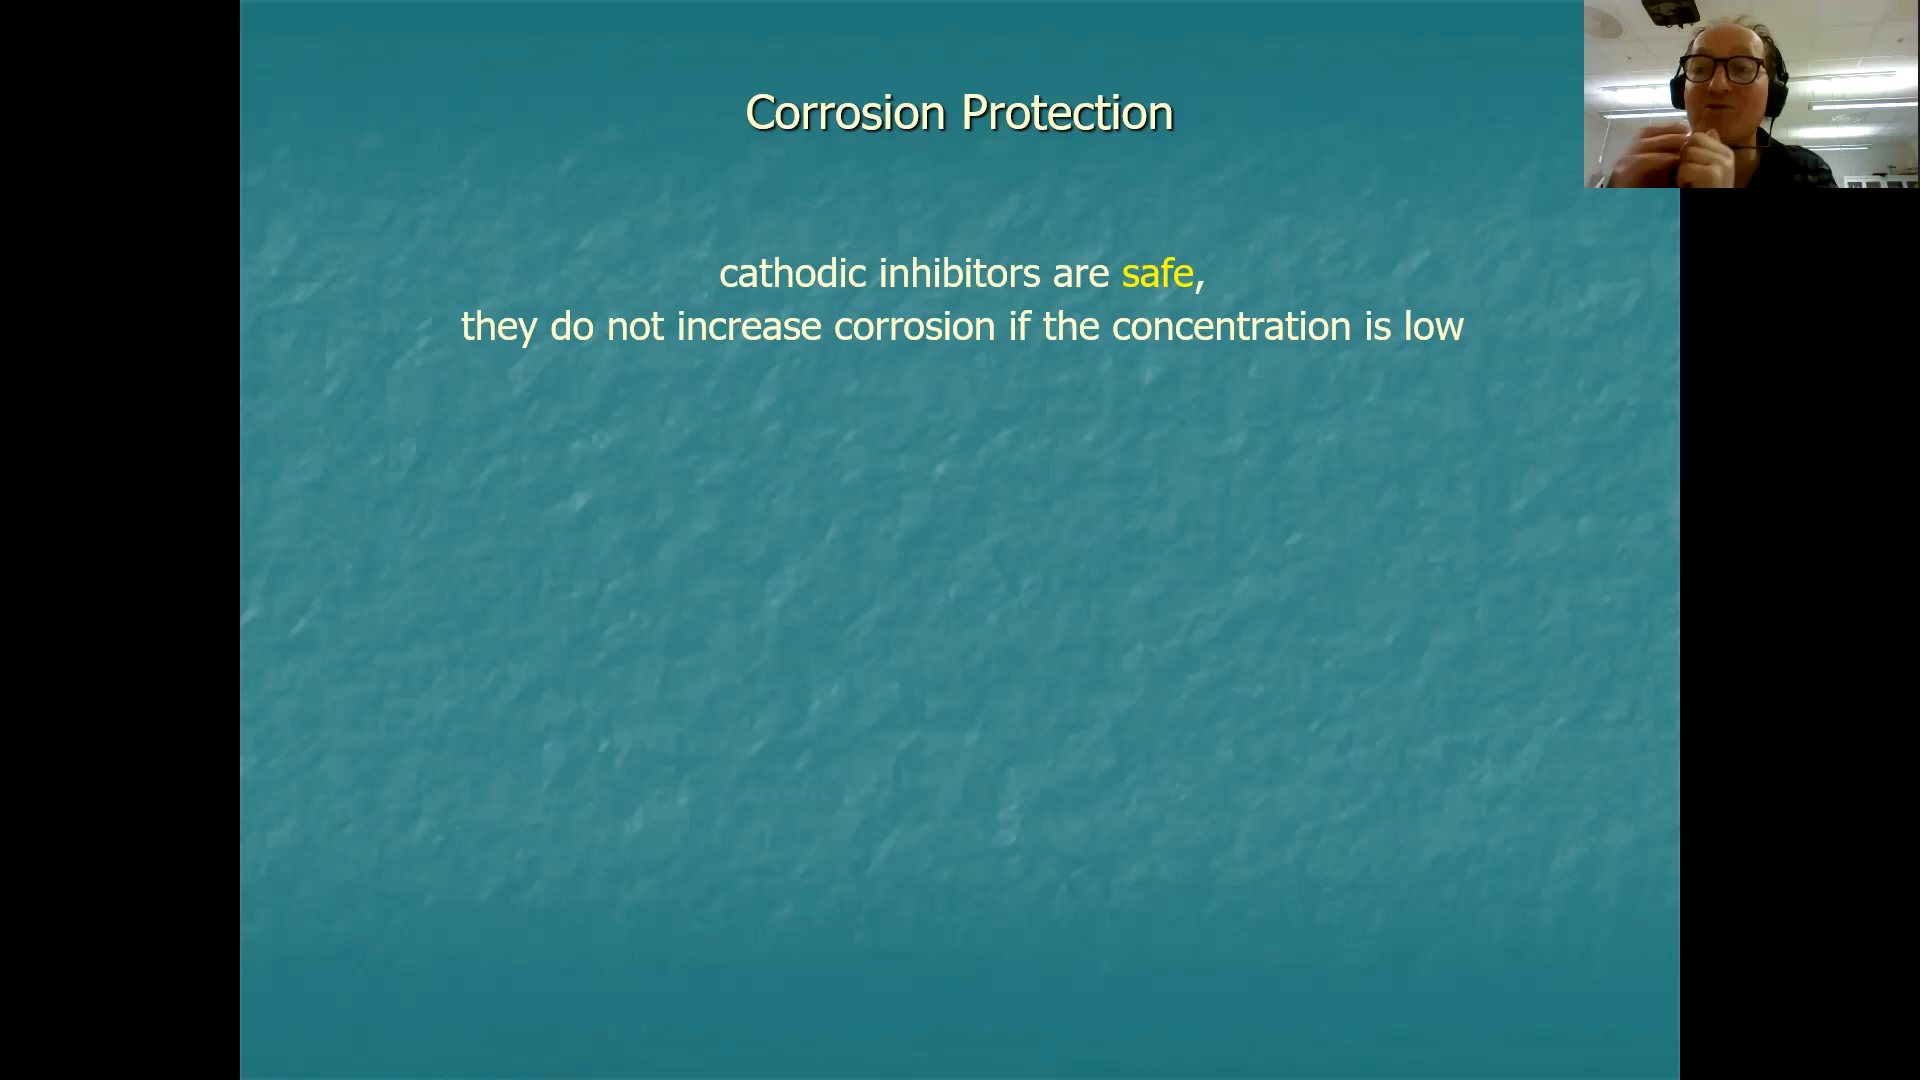 Corrosion Protection
cathodic inhibitors are safe,
they do not increase corrosion if the concentration is low